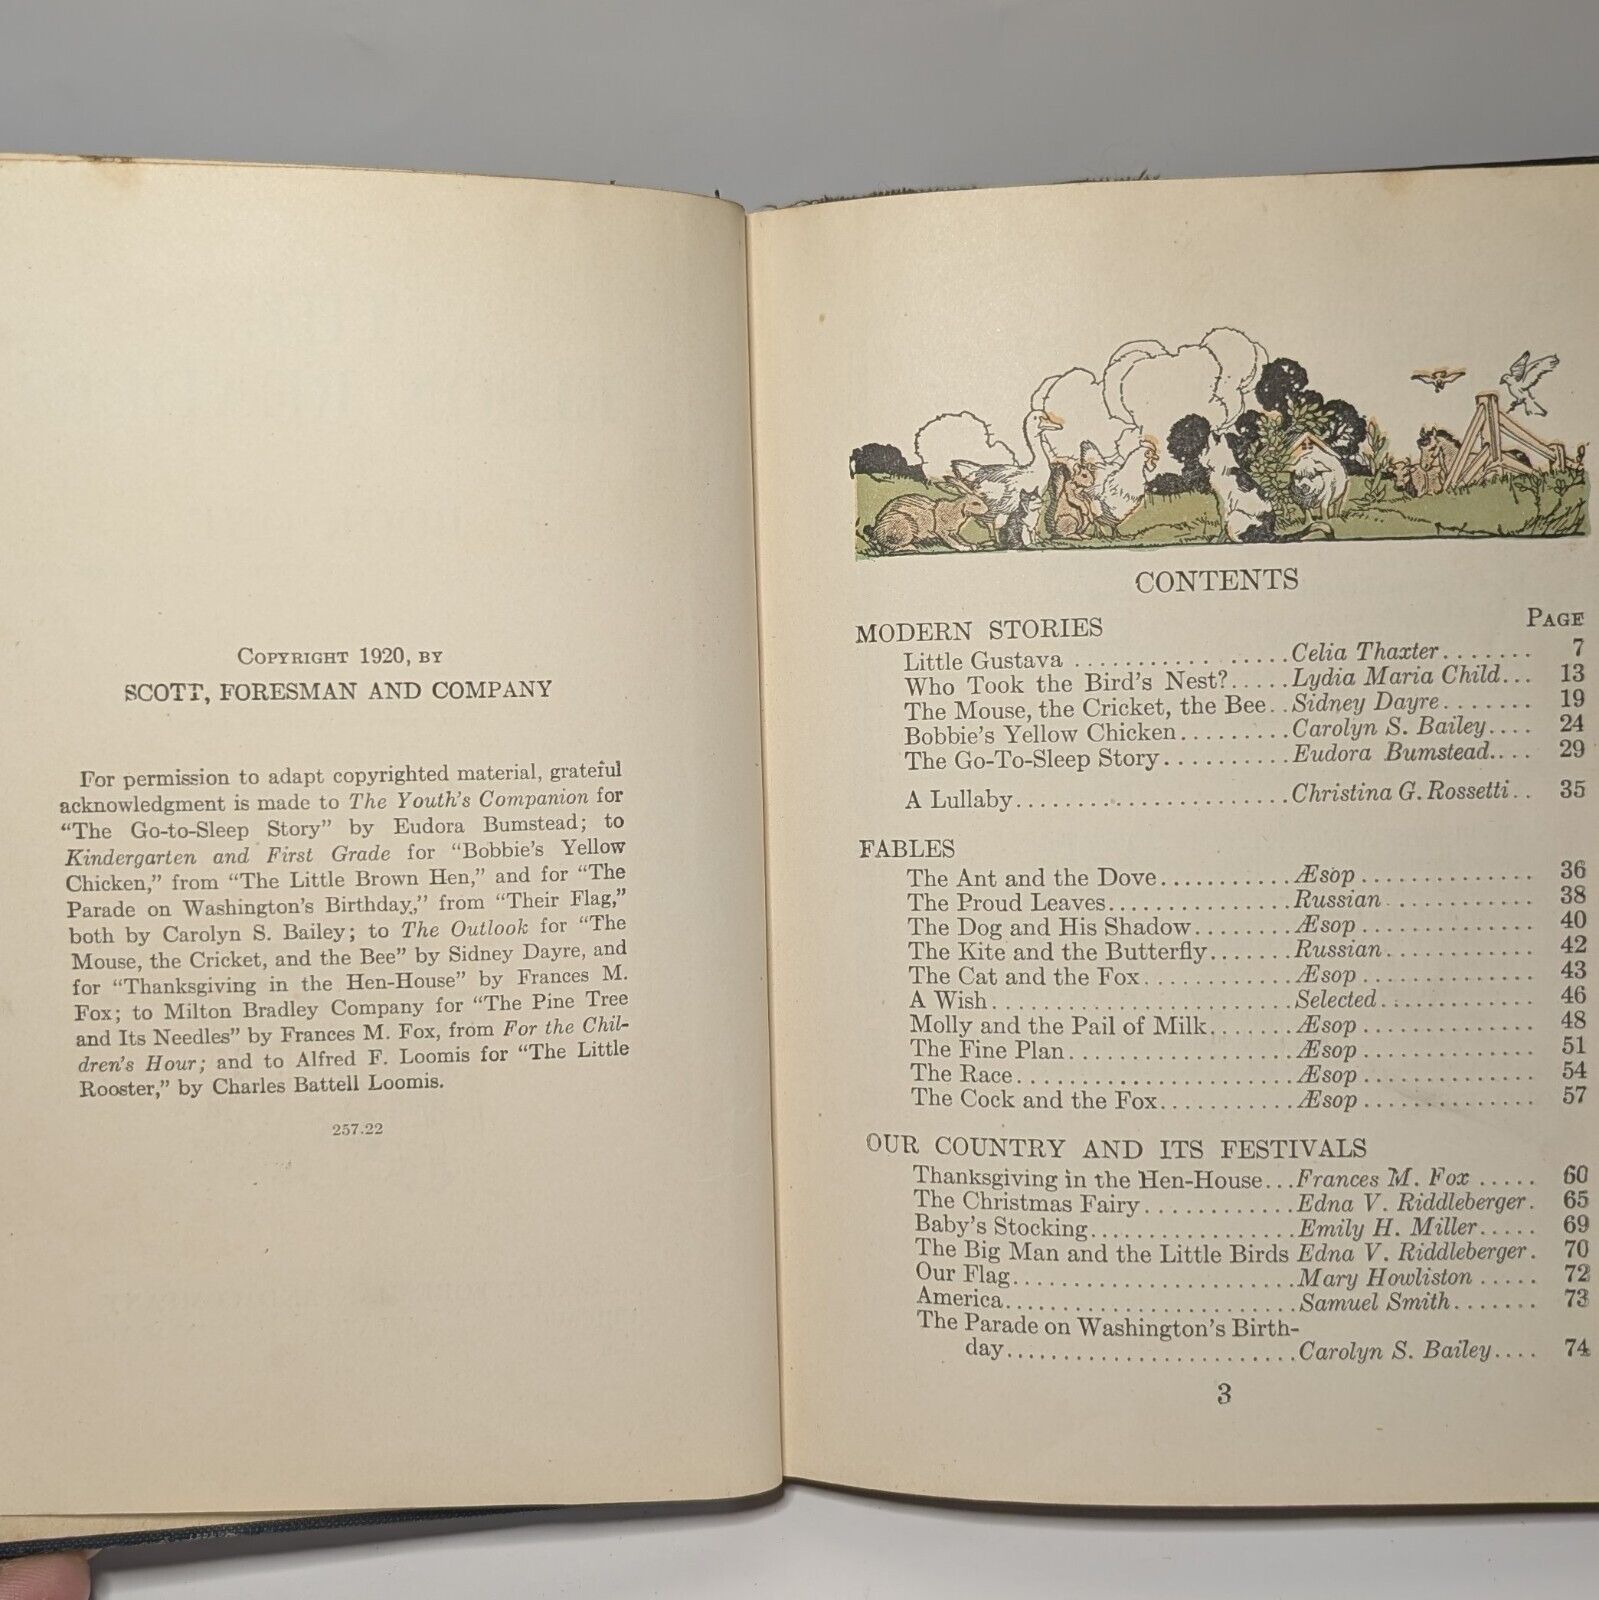 COPYRIGHT 1920, BY
SCOTT, FORESMAN AND COMPANY
For permission to adapt copyrighted material, grateful
acknowledgment is made to The Youth's Companion for
"The Go-to-Sleep Story" by Eudora Bumstead; to
Kindergarten and First Grade for "Bobbie's Yellow
Chicken," from "The Little Brown Hen," and for "The
Parade on Washington's Birthday," from "Their Flag,"
both by Carolyn S. Bailey; to The Outlook for "The
Mouse, the Cricket, and the Bee" by Sidney Dayre, and
for "Thanksgiving in the Hen-House" by Frances M.
Fox; to Milton Bradley Company for "The Pine Tree
and Its Needles" by Frances M. Fox, from For the Chil-
dren's Hour; and to Alfred F. Loomis for "The Little
Rooster," by Charles Battell Loomis.
257.22
CONTENTS
PAGE
MODERN STORIES
Little Gustava ................ Celia Thaxter....... 7
Who Took the Bird's Nest?..... Lydia Maria Child... 13
The Mouse, the Cricket, the Bee.. Sidney Dayre....... 19
Bobbie's Yellow Chicken......... Carolyn S. Bailey.... 24
The Go-To-Sleep Story........... Eudora Bumstead.... 29
A Lullaby....................... Christina G. Rossetti.. 35
FABLES
The Ant and the Dove........... Æsop .............. 36
The Proud Leaves............... Russian ............ 38
The Dog and His Shadow........ Æsop .............. 40
The Kite and the Butterfly....... Russian ............ 42
The Cat and the Fox............ Æsop .............. 43
A Wish......................... Selected ............ 46
Molly and the Pail of Milk....... Æsop .............. 48
The Fine Plan................... Æsop .............. 51
The Race....................... Æsop .............. 54
The Cock and the Fox........... Æsop .............. 57
OUR COUNTRY AND ITS FESTIVALS
Thanksgiving in the Hen-House... Frances M. Fox ..... 60
The Christmas Fairy ............ Edna V. Riddleberger. 65
Baby's Stocking................. Emily H. Miller..... 69
The Big Man and the Little Birds Edna V. Riddleberger. 70
Our Flag....................... Mary Howliston ..... 72
America........................ Samuel Smith....... 73
The Parade on Washington's Birth-
day........................ Carolyn S. Bailey.... 74
3